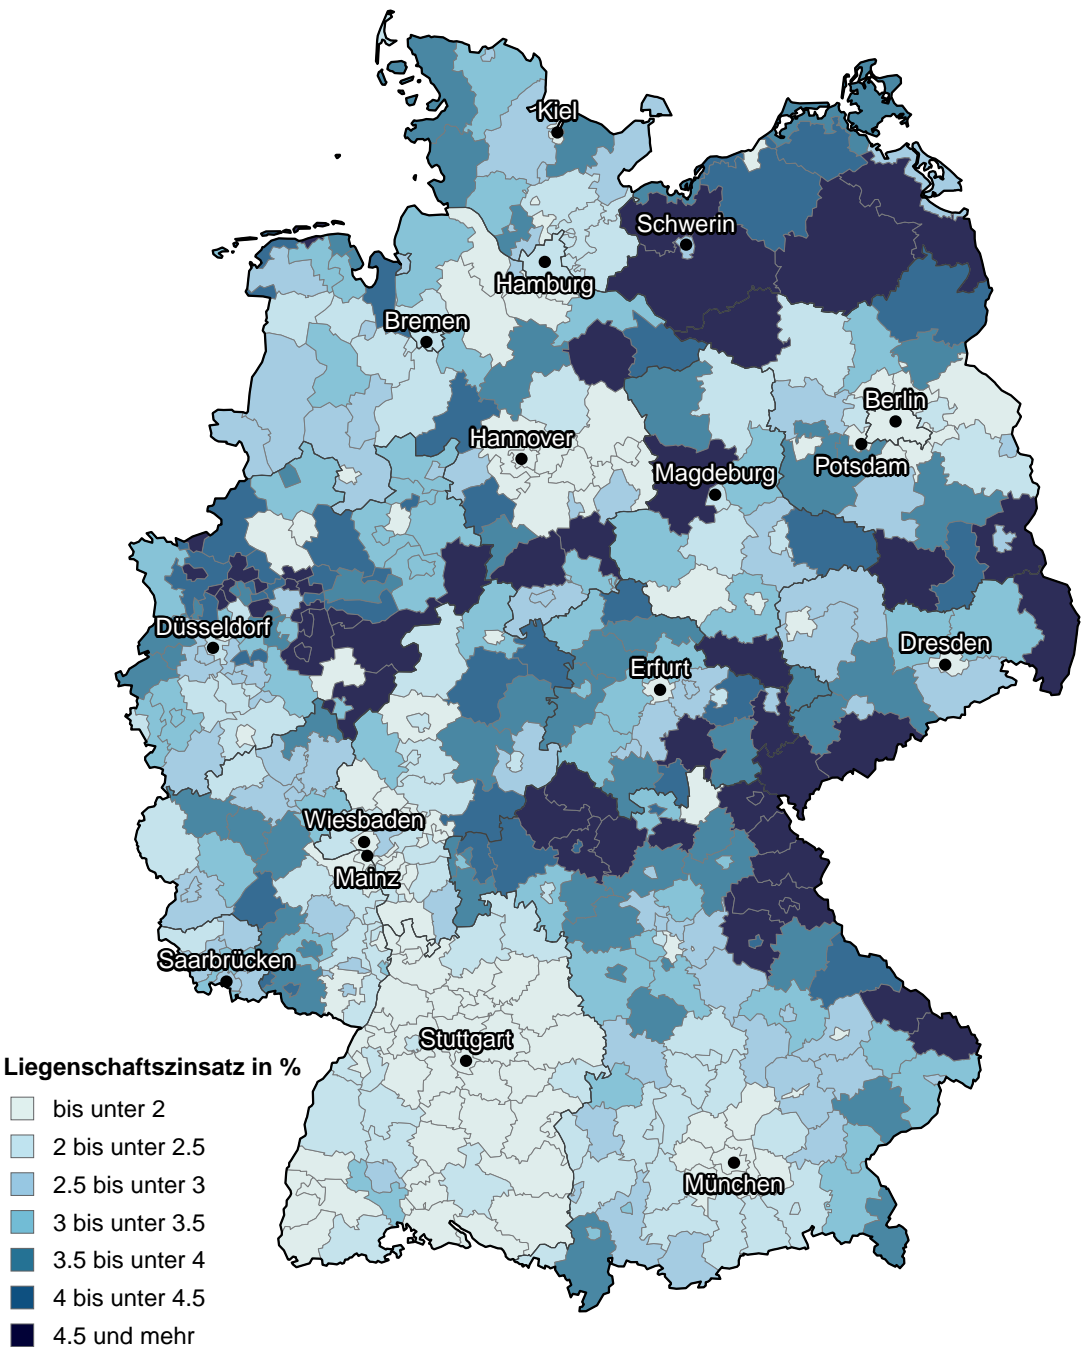 Kiel
Schwerin
Hamburg
Bremen
Berlin
Hannover
Potsdam
Magdeburg
Düsseldorf
Dresden
Erfurt
Wiesbaden
Mainz
Saarbrücken
Stuttgart
München
Liegenschaftszinsatz in %
bis unter 2
2 bis unter 2.5
2.5 bis unter 3
3 bis unter 3.5
3.5 bis unter 4
4 bis unter 4.5
4.5 und mehr